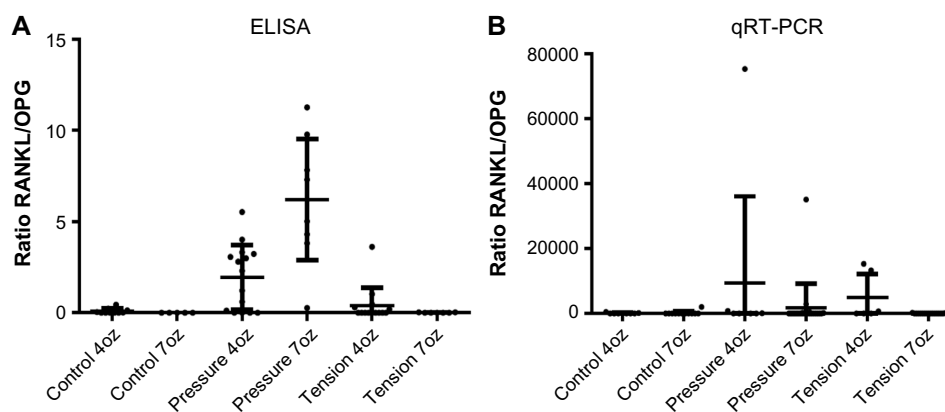 A
ELISA
Ratio RANKL/OPG
15
10
5
0
Control 4oz
Control 7oz
Pressure 4oz
Pressure 7oz
Tension 4oz
Tension 7oz
B
qRT-PCR
Ratio RANKL/OPG
80000
60000
40000
20000
0
Control 4oz
Control 7oz
Pressure 4oz
Pressure 7oz
Tension 4oz
Tension 7oz